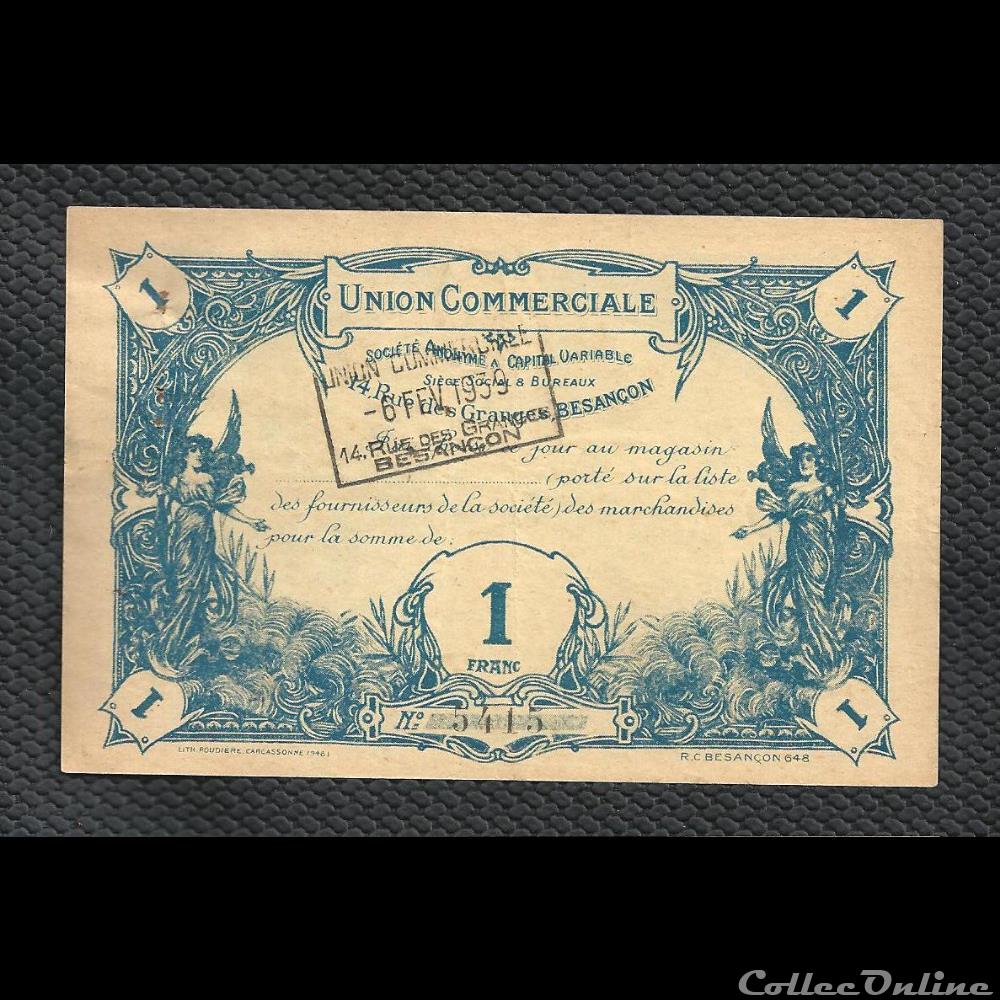 1
1
UNION COMMERCIALE
SOCIÉTÉ ANONYME A CAPITAL VARIABLE
SIÈGE SOCIAL & BUREAUX
14, Rue des Granges, BESANÇON
UNION COMMERCIALE
-6 FEV. 1939
14. RUE DES GRANGES
BESANÇON
jour au magasin
(porté sur la liste
des fournisseurs de la société) des marchandises
pour la somme de:
1
FRANC
1
1
Nº 5415
LITH. ROUDIÈRE, CARCASSONNE
R.C. BESANÇON 648
CollecOnline